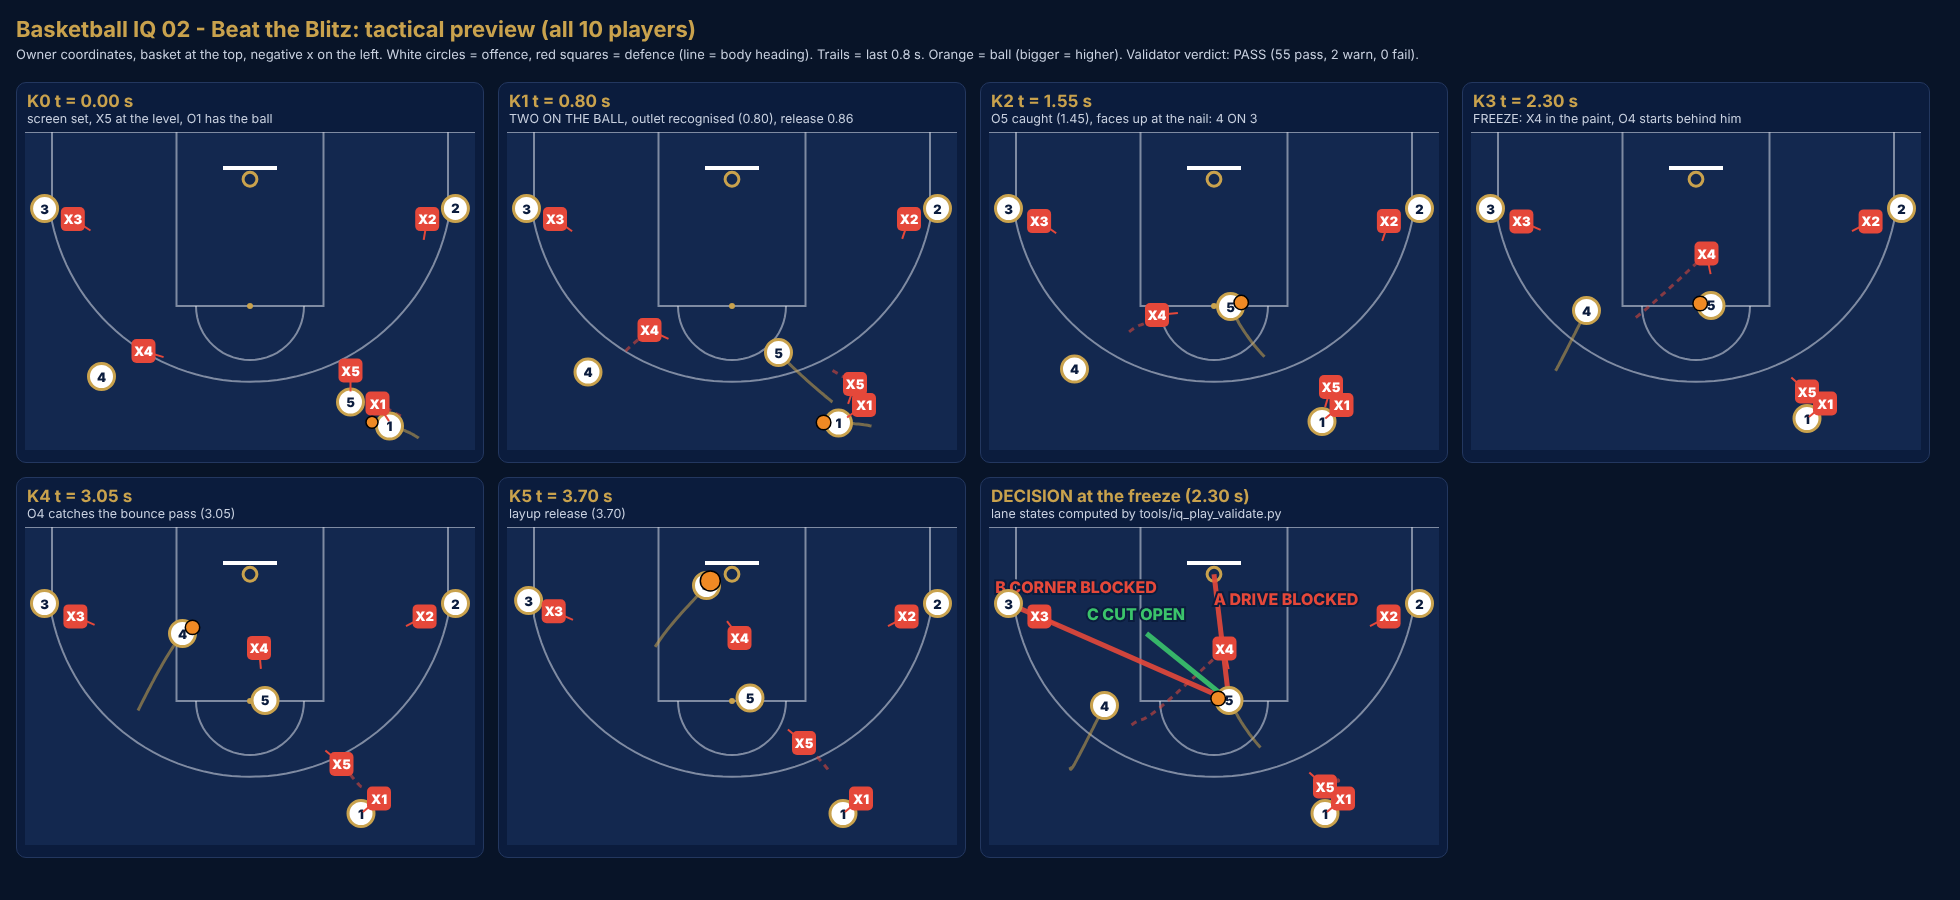 Basketball IQ 02 - Beat the Blitz: tactical preview (all 10 players)
Owner coordinates, basket at the top, negative x on the left. White circles = offence, red squares = defence (line = body heading). Trails = last 0.8 s. Orange = ball (bigger = higher). Validator verdict: PASS (55 pass, 2 warn, 0 fail).
K0 t = 0.00 s
screen set, X5 at the level, O1 has the ball
3
X3
X2
2
X4
4
X5
5
X1
1
K1 t = 0.80 s
TWO ON THE BALL, outlet recognised (0.80), release 0.86
3
X3
X2
2
X4
5
4
X5
X1
1
K2 t = 1.55 s
O5 caught (1.45), faces up at the nail: 4 ON 3
3
X3
X2
2
5
X4
4
X5
X1
1
K3 t = 2.30 s
FREEZE: X4 in the paint, O4 starts behind him
3
X3
X2
2
X4
5
4
X5
X1
1
K4 t = 3.05 s
O4 catches the bounce pass (3.05)
3
X3
X2
2
4
X4
5
X5
X1
1
K5 t = 3.70 s
layup release (3.70)
3
X3
X2
2
X4
5
X5
X1
1
DECISION at the freeze (2.30 s)
lane states computed by tools/iq_play_validate.py
B CORNER BLOCKED
A DRIVE BLOCKED
C CUT OPEN
3
X3
X2
2
X4
5
4
X5
X1
1